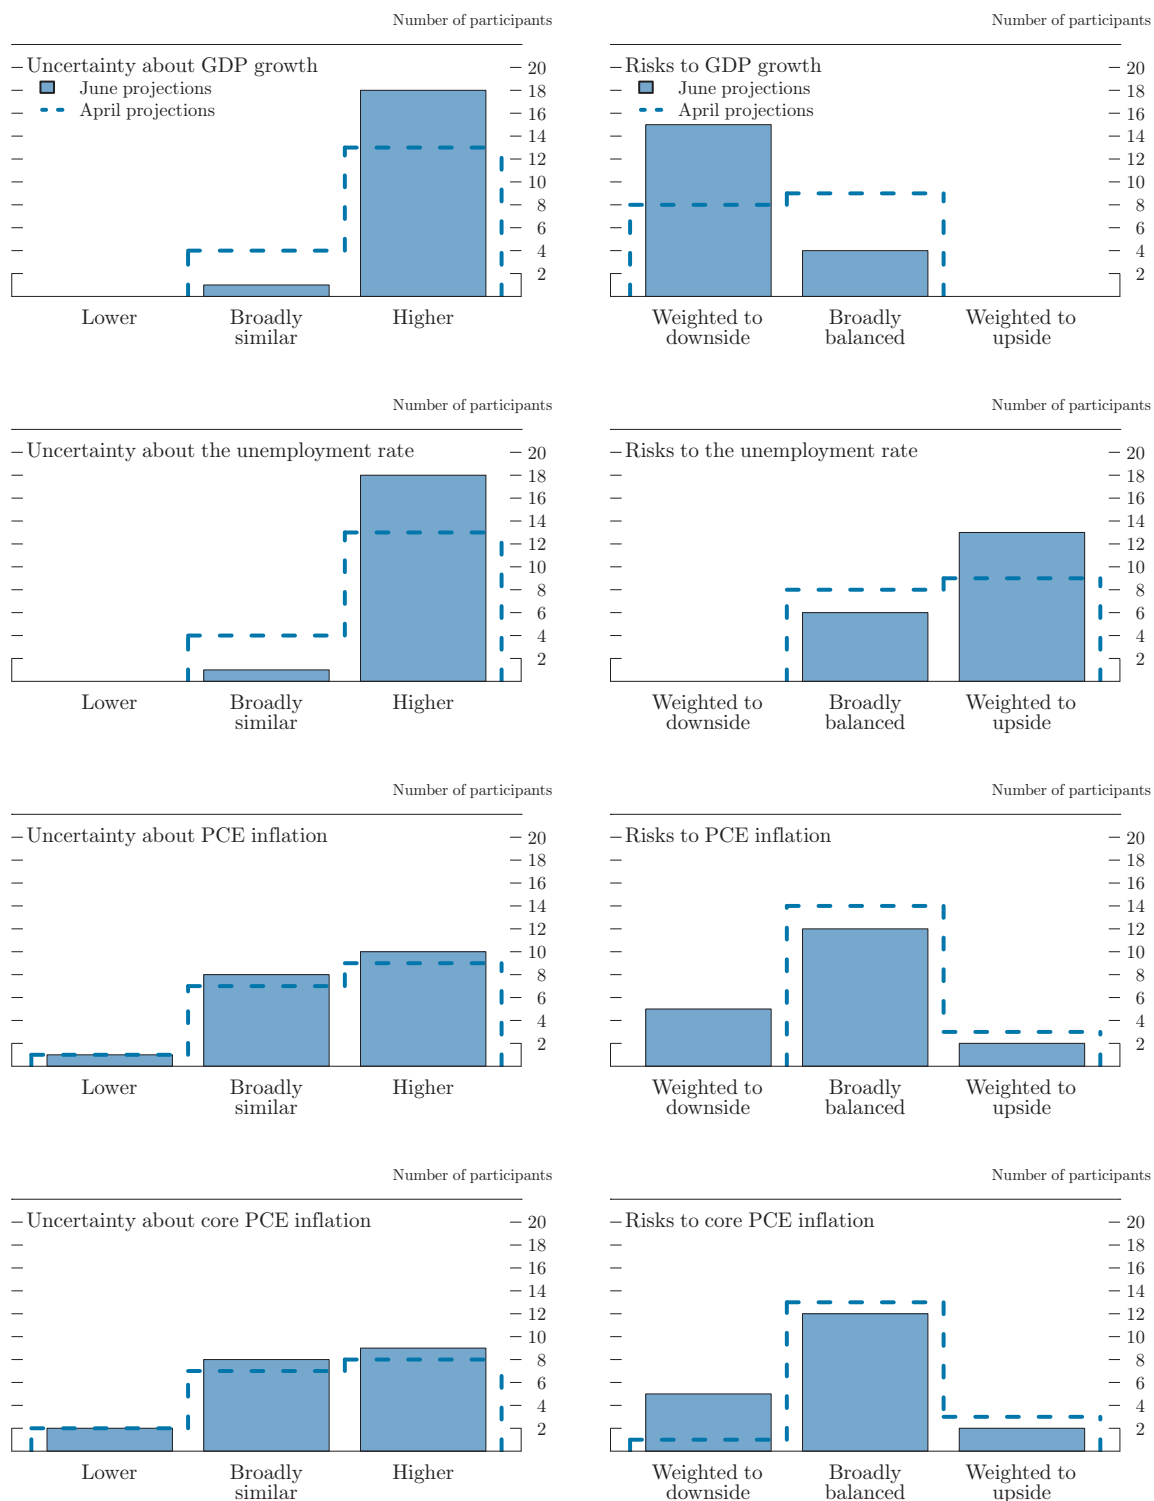 Number of participants
Uncertainty about GDP growth
June projections
April projections
20
18
16
14
12
10
8
6
4
2
Lower
Broadly
similar
Higher
Number of participants
Risks to GDP growth
June projections
April projections
20
18
16
14
12
10
8
6
4
2
Weighted to
downside
Broadly
balanced
Weighted to
upside
Number of participants
Uncertainty about the unemployment rate
20
18
16
14
12
10
8
6
4
2
Lower
Broadly
similar
Higher
Number of participants
Risks to the unemployment rate
20
18
16
14
12
10
8
6
4
2
Weighted to
downside
Broadly
balanced
Weighted to
upside
Number of participants
Uncertainty about PCE inflation
20
18
16
14
12
10
8
6
4
2
Lower
Broadly
similar
Higher
Number of participants
Risks to PCE inflation
20
18
16
14
12
10
8
6
4
2
Weighted to
downside
Broadly
balanced
Weighted to
upside
Number of participants
Uncertainty about core PCE inflation
20
18
16
14
12
10
8
6
4
2
Lower
Broadly
similar
Higher
Number of participants
Risks to core PCE inflation
20
18
16
14
12
10
8
6
4
2
Weighted to
downside
Broadly
balanced
Weighted to
upside